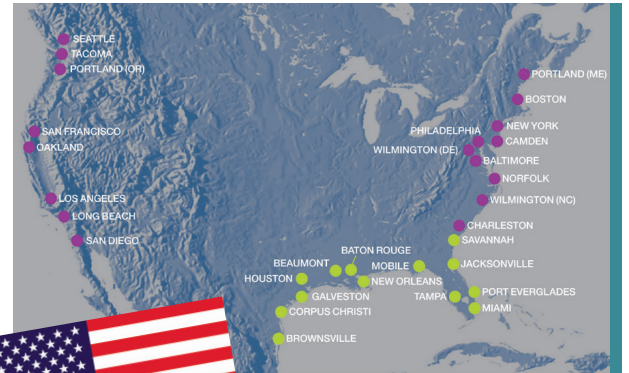 SEATTLE
TACOMA
PORTLAND (OR)
SAN FRANCISCO
OAKLAND
LOS ANGELES
LONG BEACH
SAN DIEGO
PORTLAND (ME)
BOSTON
NEW YORK
PHILADELPHIA
CAMDEN
WILMINGTON (DE)
BALTIMORE
NORFOLK
WILMINGTON (NC)
CHARLESTON
SAVANNAH
JACKSONVILLE
PORT EVERGLADES
TAMPA
MIAMI
BATON ROUGE
BEAUMONT
MOBILE
HOUSTON
NEW ORLEANS
GALVESTON
CORPUS CHRISTI
BROWNSVILLE